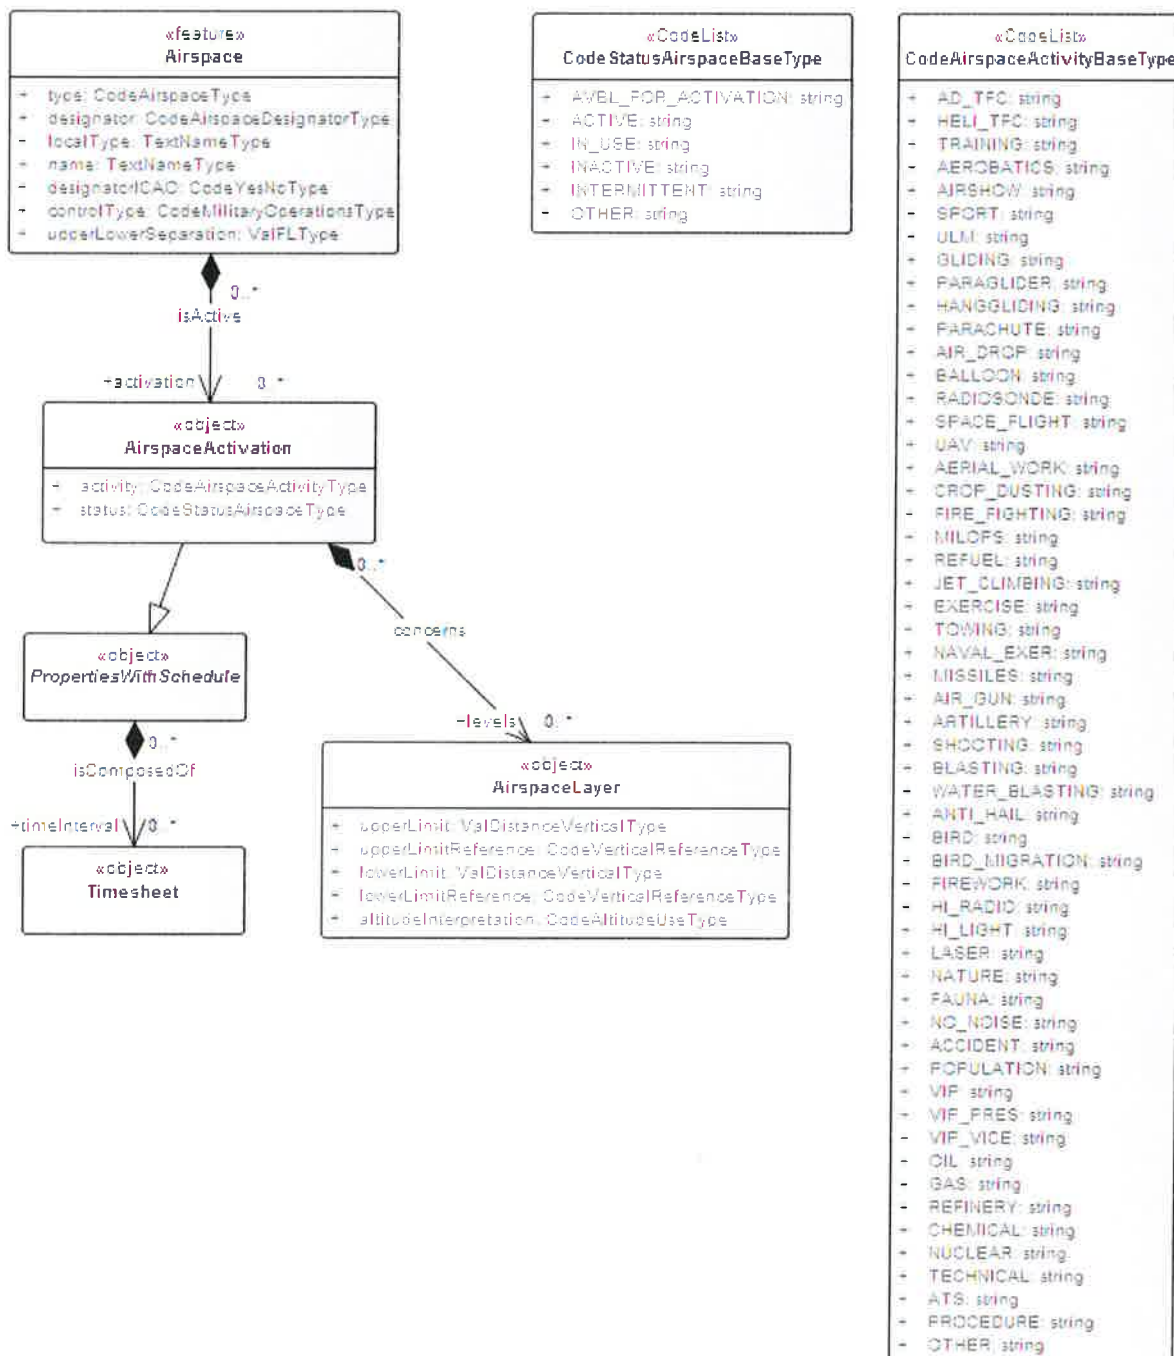 «feature»
Airspace
+ type: CodeAirspaceType
+ designator: CodeAirspaceDesignatorType
+ localType: TextNameType
+ name: TextNameType
+ designatorICAO: CodeYesNoType
+ controlType: CodeMilitaryOperationsType
+ upperLowerSeparation: ValFLType
0..*
isActive
+activation
0..*
«object»
AirspaceActivation
+ activity: CodeAirspaceActivityType
+ status: CodeStatusAirspaceType
0..*
concerns
+levels
0..*
«object»
PropertiesWithSchedule
0..*
isComposedOf
+timeInterval
0..*
«object»
Timesheet
«object»
AirspaceLayer
+ upperLimit: ValDistanceVerticalType
+ upperLimitReference: CodeVerticalReferenceType
+ lowerLimit: ValDistanceVerticalType
+ lowerLimitReference: CodeVerticalReferenceType
+ altitudeInterpretation: CodeAltitudeUseType
«CodeList»
CodeStatusAirspaceBaseType
+ AVBL_FOR_ACTIVATION: string
+ ACTIVE: string
+ IN_USE: string
+ INACTIVE: string
+ INTERMITTENT: string
+ OTHER: string
«CodeList»
CodeAirspaceActivityBaseType
+ AD_TFC: string
+ HELI_TFC: string
+ TRAINING: string
+ AEROBATICS: string
+ AIRSHOW: string
+ SPORT: string
+ ULM: string
+ GLIDING: string
+ PARAGLIDER: string
+ HANGGLIDING: string
+ PARACHUTE: string
+ AIR_DROP: string
+ BALLOON: string
+ RADIOSONDE: string
+ SPACE_FLIGHT: string
+ UAV: string
+ AERIAL_WORK: string
+ CROP_DUSTING: string
+ FIRE_FIGHTING: string
+ MILOPS: string
+ REFUEL: string
+ JET_CLIMBING: string
+ EXERCISE: string
+ TOWING: string
+ NAVAL_EXER: string
+ MISSILES: string
+ AIR_GUN: string
+ ARTILLERY: string
+ SHOOTING: string
+ BLASTING: string
+ WATER_BLASTING: string
+ ANTI_HAIL: string
+ BIRD: string
+ BIRD_MIGRATION: string
+ FIREWORK: string
+ HI_RADIO: string
+ HI_LIGHT: string
+ LASER: string
+ NATURE: string
+ FAUNA: string
+ NO_NOISE: string
+ ACCIDENT: string
+ POPULATION: string
+ VIP: string
+ VIP_PRES: string
+ VIP_VICE: string
+ OIL: string
+ GAS: string
+ REFINERY: string
+ CHEMICAL: string
+ NUCLEAR: string
+ TECHNICAL: string
+ ATS: string
+ PROCEDURE: string
+ OTHER: string